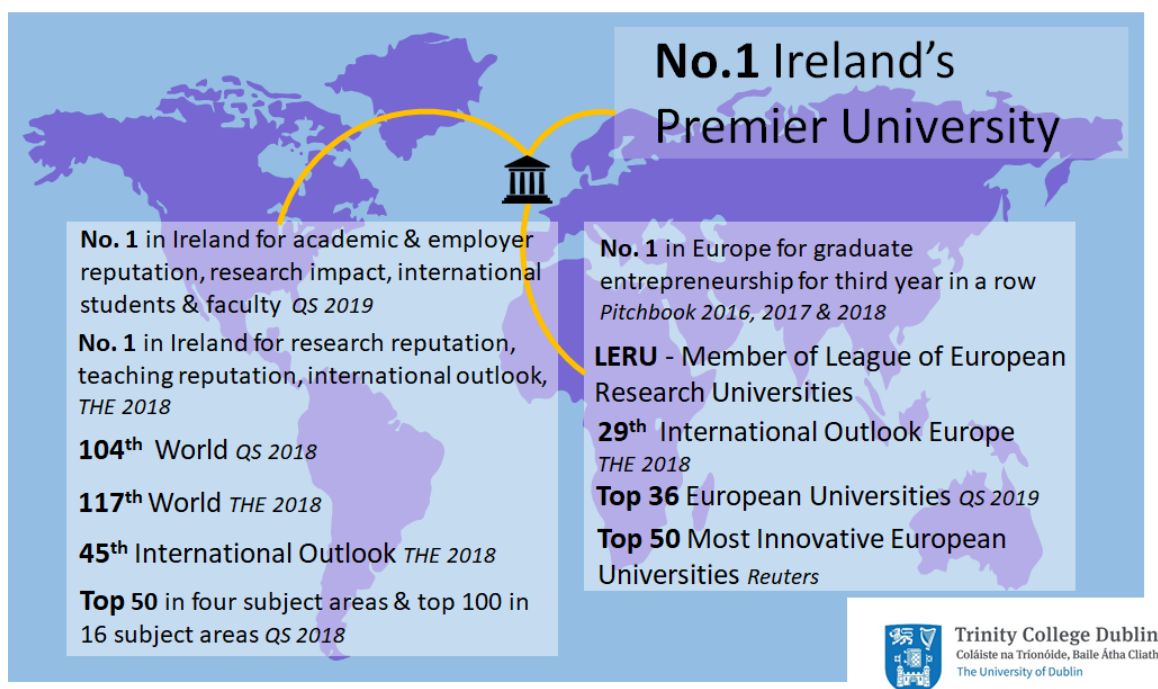 No.1 Ireland's
Premier University
No. 1 in Ireland for academic & employer
reputation, research impact, international
students & faculty QS 2019
No. 1 in Ireland for research reputation,
teaching reputation, international outlook,
THE 2018
104th World QS 2018
117th World THE 2018
45th International Outlook THE 2018
Top 50 in four subject areas & top 100 in
16 subject areas QS 2018
No. 1 in Europe for graduate
entrepreneurship for third year in a row
Pitchbook 2016, 2017 & 2018
LERU - Member of League of European
Research Universities
29th International Outlook Europe
THE 2018
Top 36 European Universities QS 2019
Top 50 Most Innovative European
Universities Reuters
Trinity College Dublin
Coláiste na Tríonóide, Baile Átha Cliath
The University of Dublin